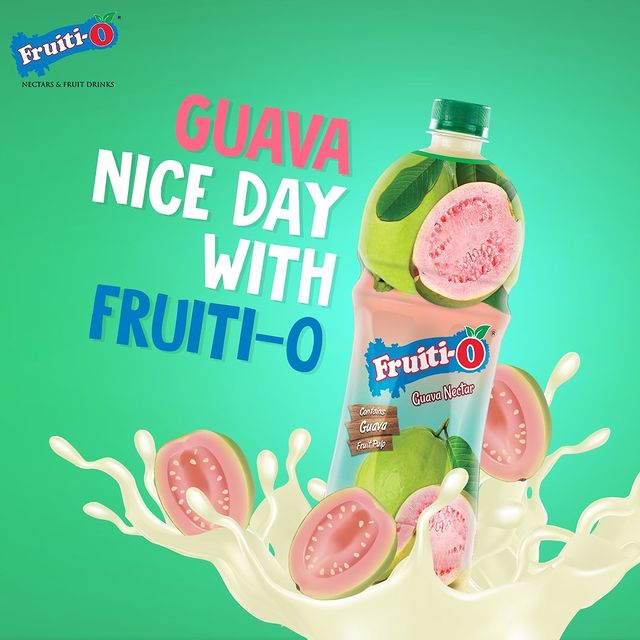 Fruiti-O®
NECTARS & FRUIT DRINKS
GUAVA
NICE DAY
WITH
FRUITI-O
Fruiti-O®
Guava Nectar
Contains
Guava
Fruit Pulp